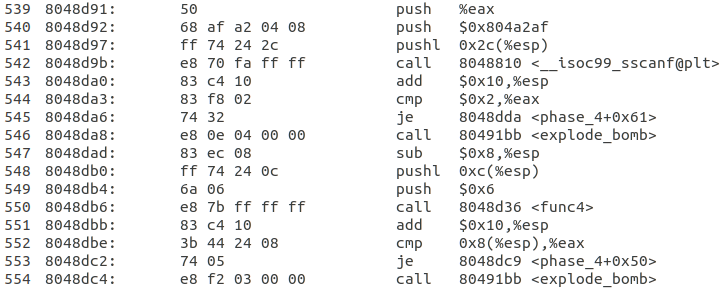 539 8048d91: 50 push %eax
540 8048d92: 68 af a2 04 08 push $0x804a2af
541 8048d97: ff 74 24 2c pushl 0x2c(%esp)
542 8048d9b: e8 70 fa ff ff call 8048810 <__isoc99_sscanf@plt>
543 8048da0: 83 c4 10 add $0x10,%esp
544 8048da3: 83 f8 02 cmp $0x2,%eax
545 8048da6: 74 32 je 8048dda <phase_4+0x61>
546 8048da8: e8 0e 04 00 00 call 80491bb <explode_bomb>
547 8048dad: 83 ec 08 sub $0x8,%esp
548 8048db0: ff 74 24 0c pushl 0xc(%esp)
549 8048db4: 6a 06 push $0x6
550 8048db6: e8 7b ff ff ff call 8048d36 <func4>
551 8048dbb: 83 c4 10 add $0x10,%esp
552 8048dbe: 3b 44 24 08 cmp 0x8(%esp),%eax
553 8048dc2: 74 05 je 8048dc9 <phase_4+0x50>
554 8048dc4: e8 f2 03 00 00 call 80491bb <explode_bomb>